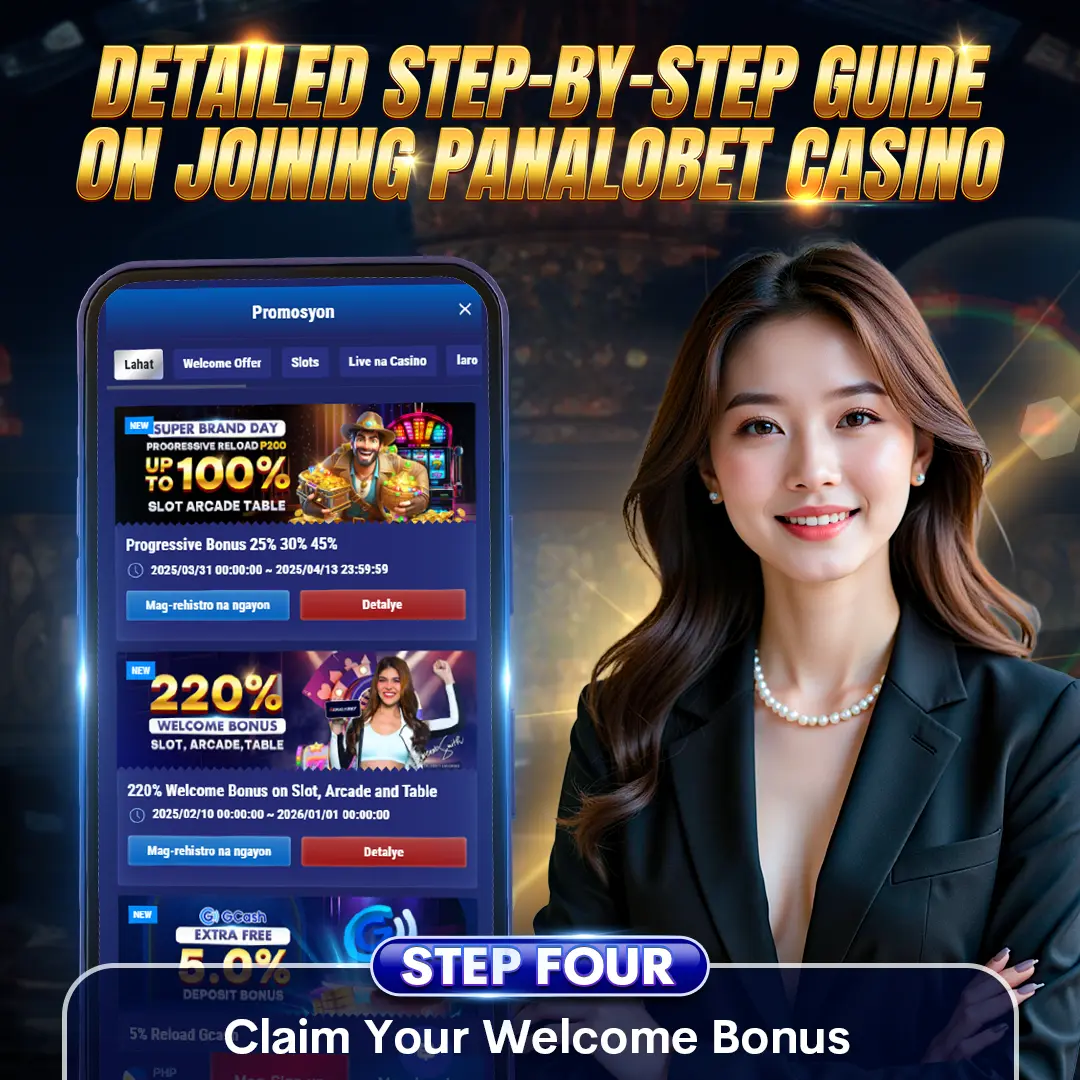 DETAILED STEP-BY-STEP GUIDE
ON JOINING PANALOBET CASINO
Promosyon
Lahat
Welcome Offer
Slots
Live na Casino
laro
NEW
SUPER BRAND DAY
PROGRESSIVE RELOAD P200
UP TO 100%
SLOT ARCADE TABLE
Progressive Bonus 25% 30% 45%
2025/03/31 00:00:00 ~ 2025/04/13 23:59:59
Mag-rehistro na ngayon
Detalye
NEW
220%
WELCOME BONUS
SLOT, ARCADE,TABLE
220% Welcome Bonus on Slot, Arcade and Table
2025/02/10 00:00:00 ~ 2026/01/01 00:00:00
Mag-rehistro na ngayon
Detalye
NEW
GCash
EXTRA FREE
5.0%
DEPOSIT BONUS
5% Reload
PHP
STEP FOUR
Claim Your Welcome Bonus